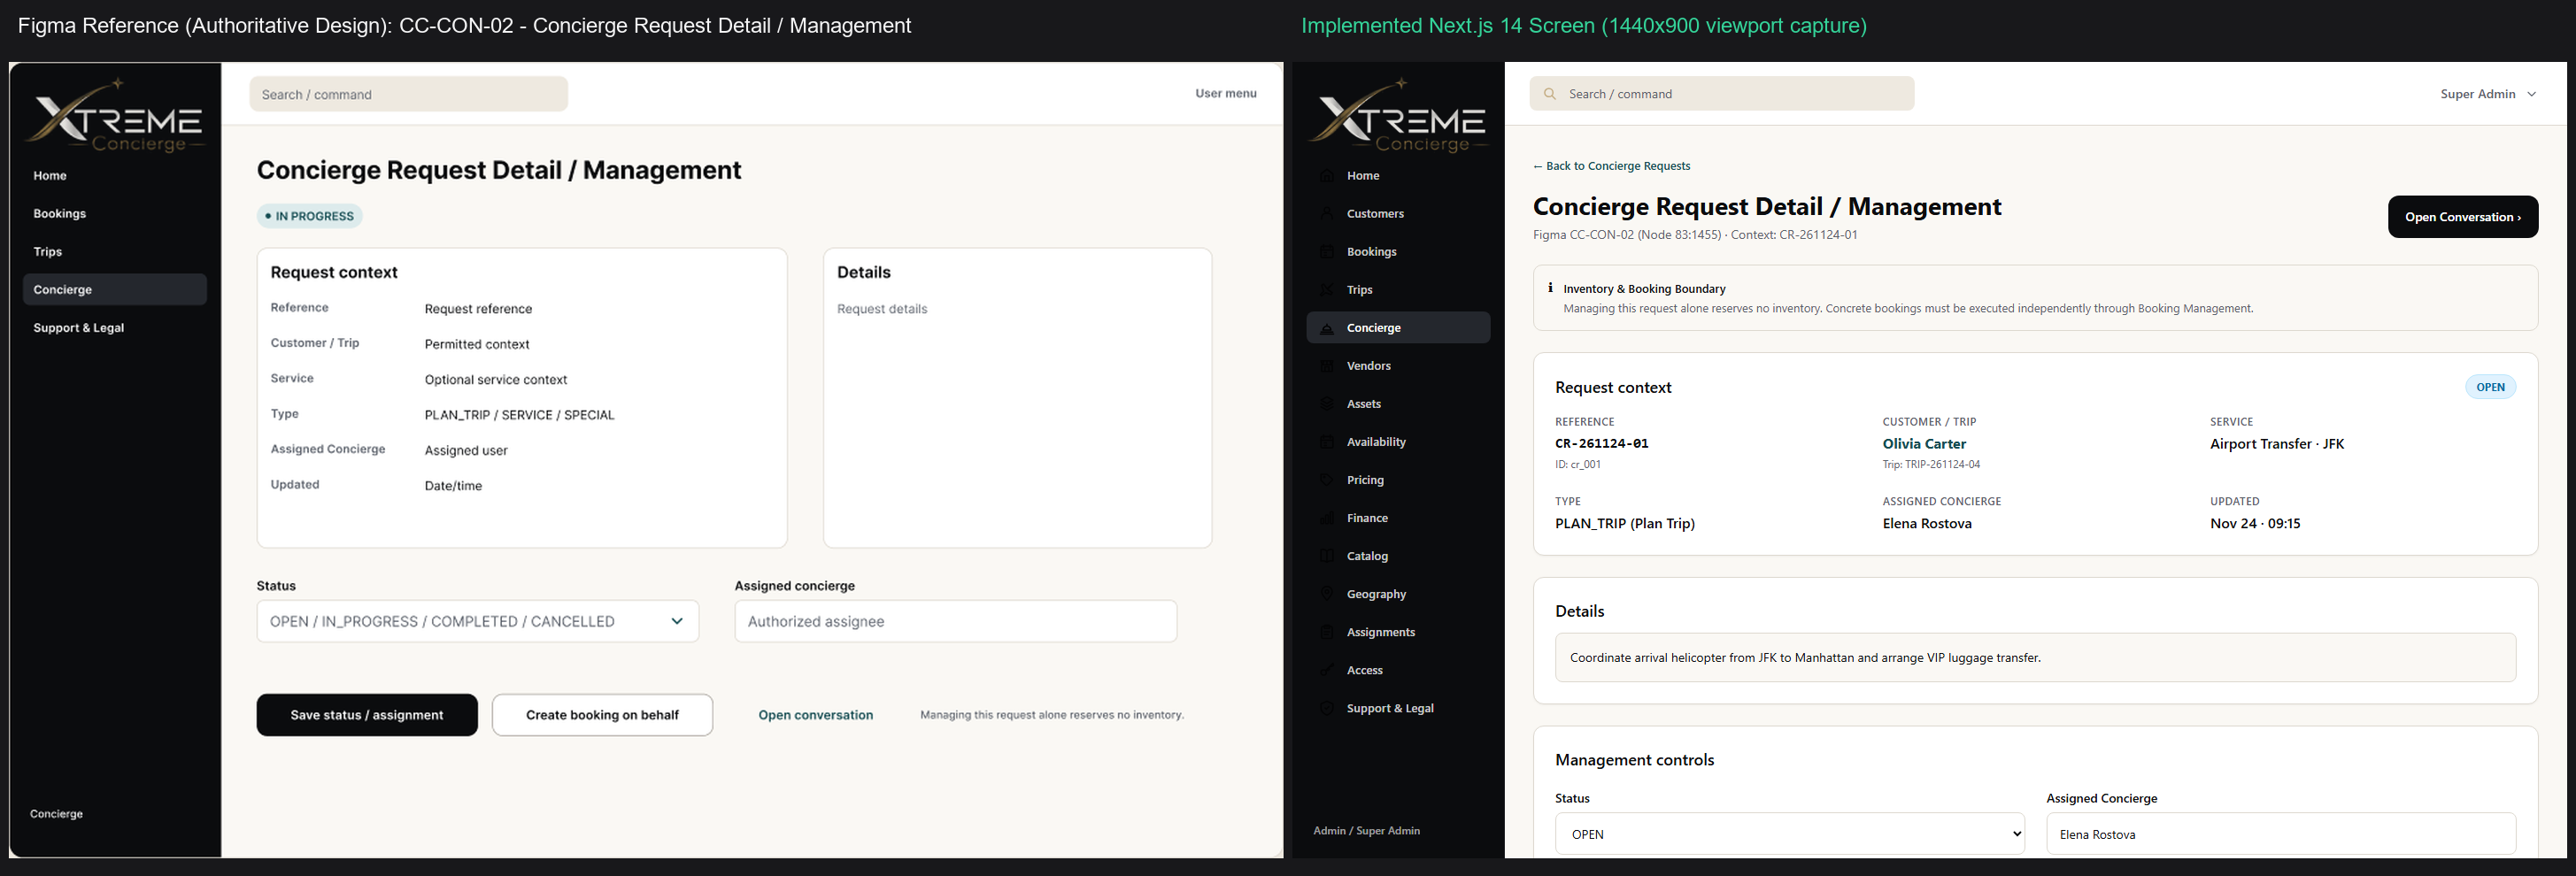 Figma Reference (Authoritative Design): CC-CON-02 - Concierge Request Detail / Management
XTREME
Concierge
Home
Bookings
Trips
Concierge
Support & Legal
Concierge
Search / command
User menu
Concierge Request Detail / Management
• IN PROGRESS
Request context
Reference Request reference
Customer / Trip Permitted context
Service Optional service context
Type PLAN_TRIP / SERVICE / SPECIAL
Assigned Concierge Assigned user
Updated Date/time
Details
Request details
Status
OPEN / IN_PROGRESS / COMPLETED / CANCELLED
Assigned concierge
Authorized assignee
Save status / assignment
Create booking on behalf
Open conversation
Managing this request alone reserves no inventory.
Implemented Next.js 14 Screen (1440x900 viewport capture)
XTREME
Concierge
Home
Customers
Bookings
Trips
Concierge
Vendors
Assets
Availability
Pricing
Finance
Catalog
Geography
Assignments
Access
Support & Legal
Admin / Super Admin
Search / command
Super Admin
← Back to Concierge Requests
Concierge Request Detail / Management
Figma CC-CON-02 (Node 83:1455) · Context: CR-261124-01
Open Conversation ›
ℹ Inventory & Booking Boundary
Managing this request alone reserves no inventory. Concrete bookings must be executed independently through Booking Management.
Request context
OPEN
REFERENCE
CR-261124-01
ID: cr_001
CUSTOMER / TRIP
Olivia Carter
Trip: TRIP-261124-04
SERVICE
Airport Transfer · JFK
TYPE
PLAN_TRIP (Plan Trip)
ASSIGNED CONCIERGE
Elena Rostova
UPDATED
Nov 24 · 09:15
Details
Coordinate arrival helicopter from JFK to Manhattan and arrange VIP luggage transfer.
Management controls
Status
OPEN
Assigned Concierge
Elena Rostova